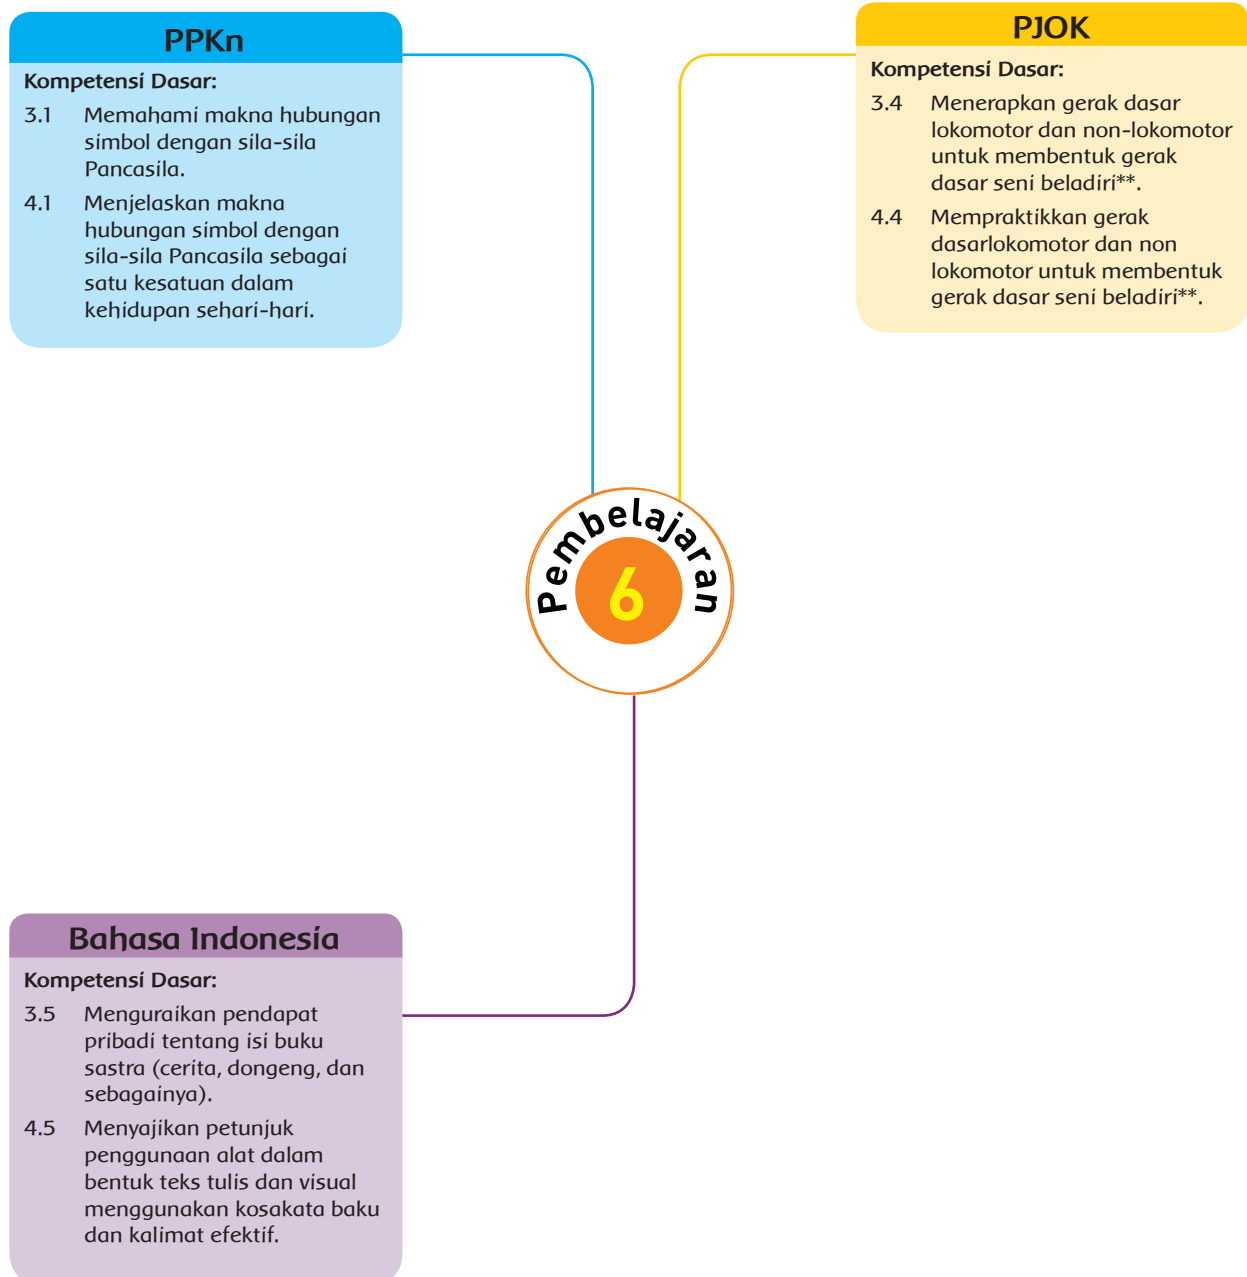 PPKn
Kompetensi Dasar:
3.1 Memahami makna hubungan
simbol dengan sila-sila
Pancasila.
4.1 Menjelaskan makna
hubungan simbol dengan
sila-sila Pancasila sebagai
satu kesatuan dalam
kehidupan sehari-hari.
PJOK
Kompetensi Dasar:
3.4 Menerapkan gerak dasar
lokomotor dan non-lokomotor
untuk membentuk gerak
dasar seni beladiri**.
4.4 Mempraktikkan gerak
dasarlokomotor dan non
lokomotor untuk membentuk
gerak dasar seni beladiri**.
Pembelajaran
6
Bahasa Indonesia
Kompetensi Dasar:
3.5 Menguraikan pendapat
pribadi tentang isi buku
sastra (cerita, dongeng, dan
sebagainya).
4.5 Menyajikan petunjuk
penggunaan alat dalam
bentuk teks tulis dan visual
menggunakan kosakata baku
dan kalimat efektif.